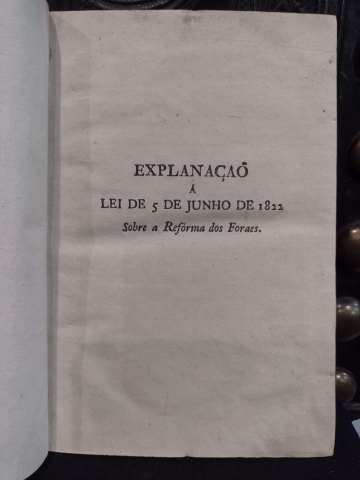 EXPLANAÇAÕ
Á
LEI DE 5 DE JUNHO DE 1822
Sobre a Refórma dos Foraes.